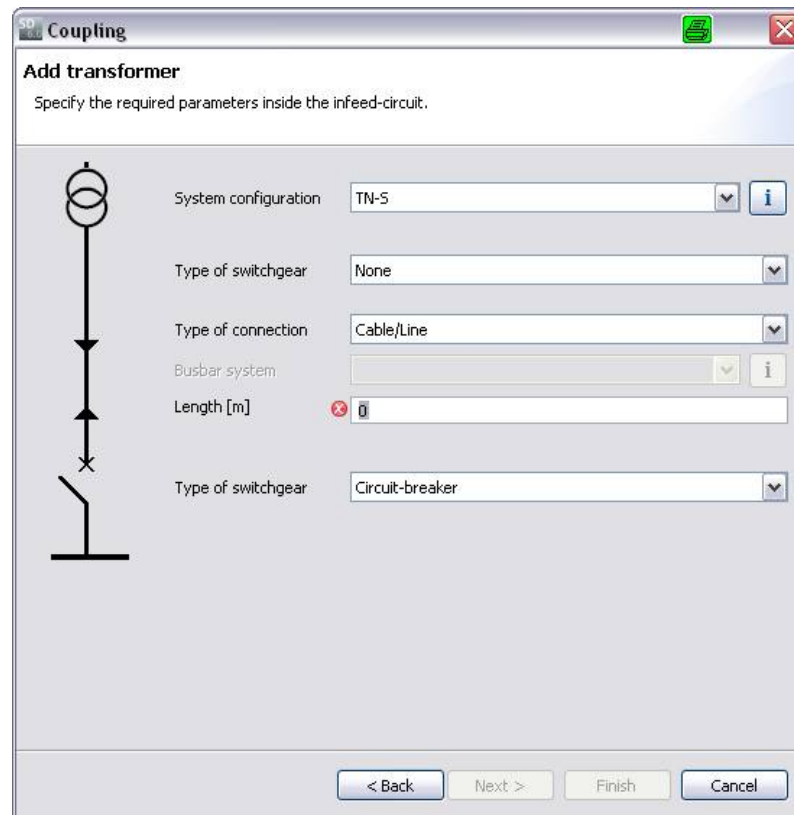 Coupling
Add transformer
Specify the required parameters inside the infeed-circuit.
System configuration TN-S i
Type of switchgear None
Type of connection Cable/Line
Busbar system i
Length [m] 0
Type of switchgear Circuit-breaker
< Back Next > Finish Cancel